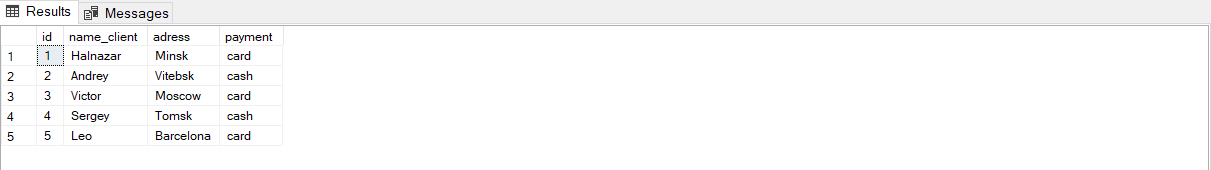 Results Messages
id name_client adress payment
1 1 Halnazar Minsk card
2 2 Andrey Vitebsk cash
3 3 Victor Moscow card
4 4 Sergey Tomsk cash
5 5 Leo Barcelona card